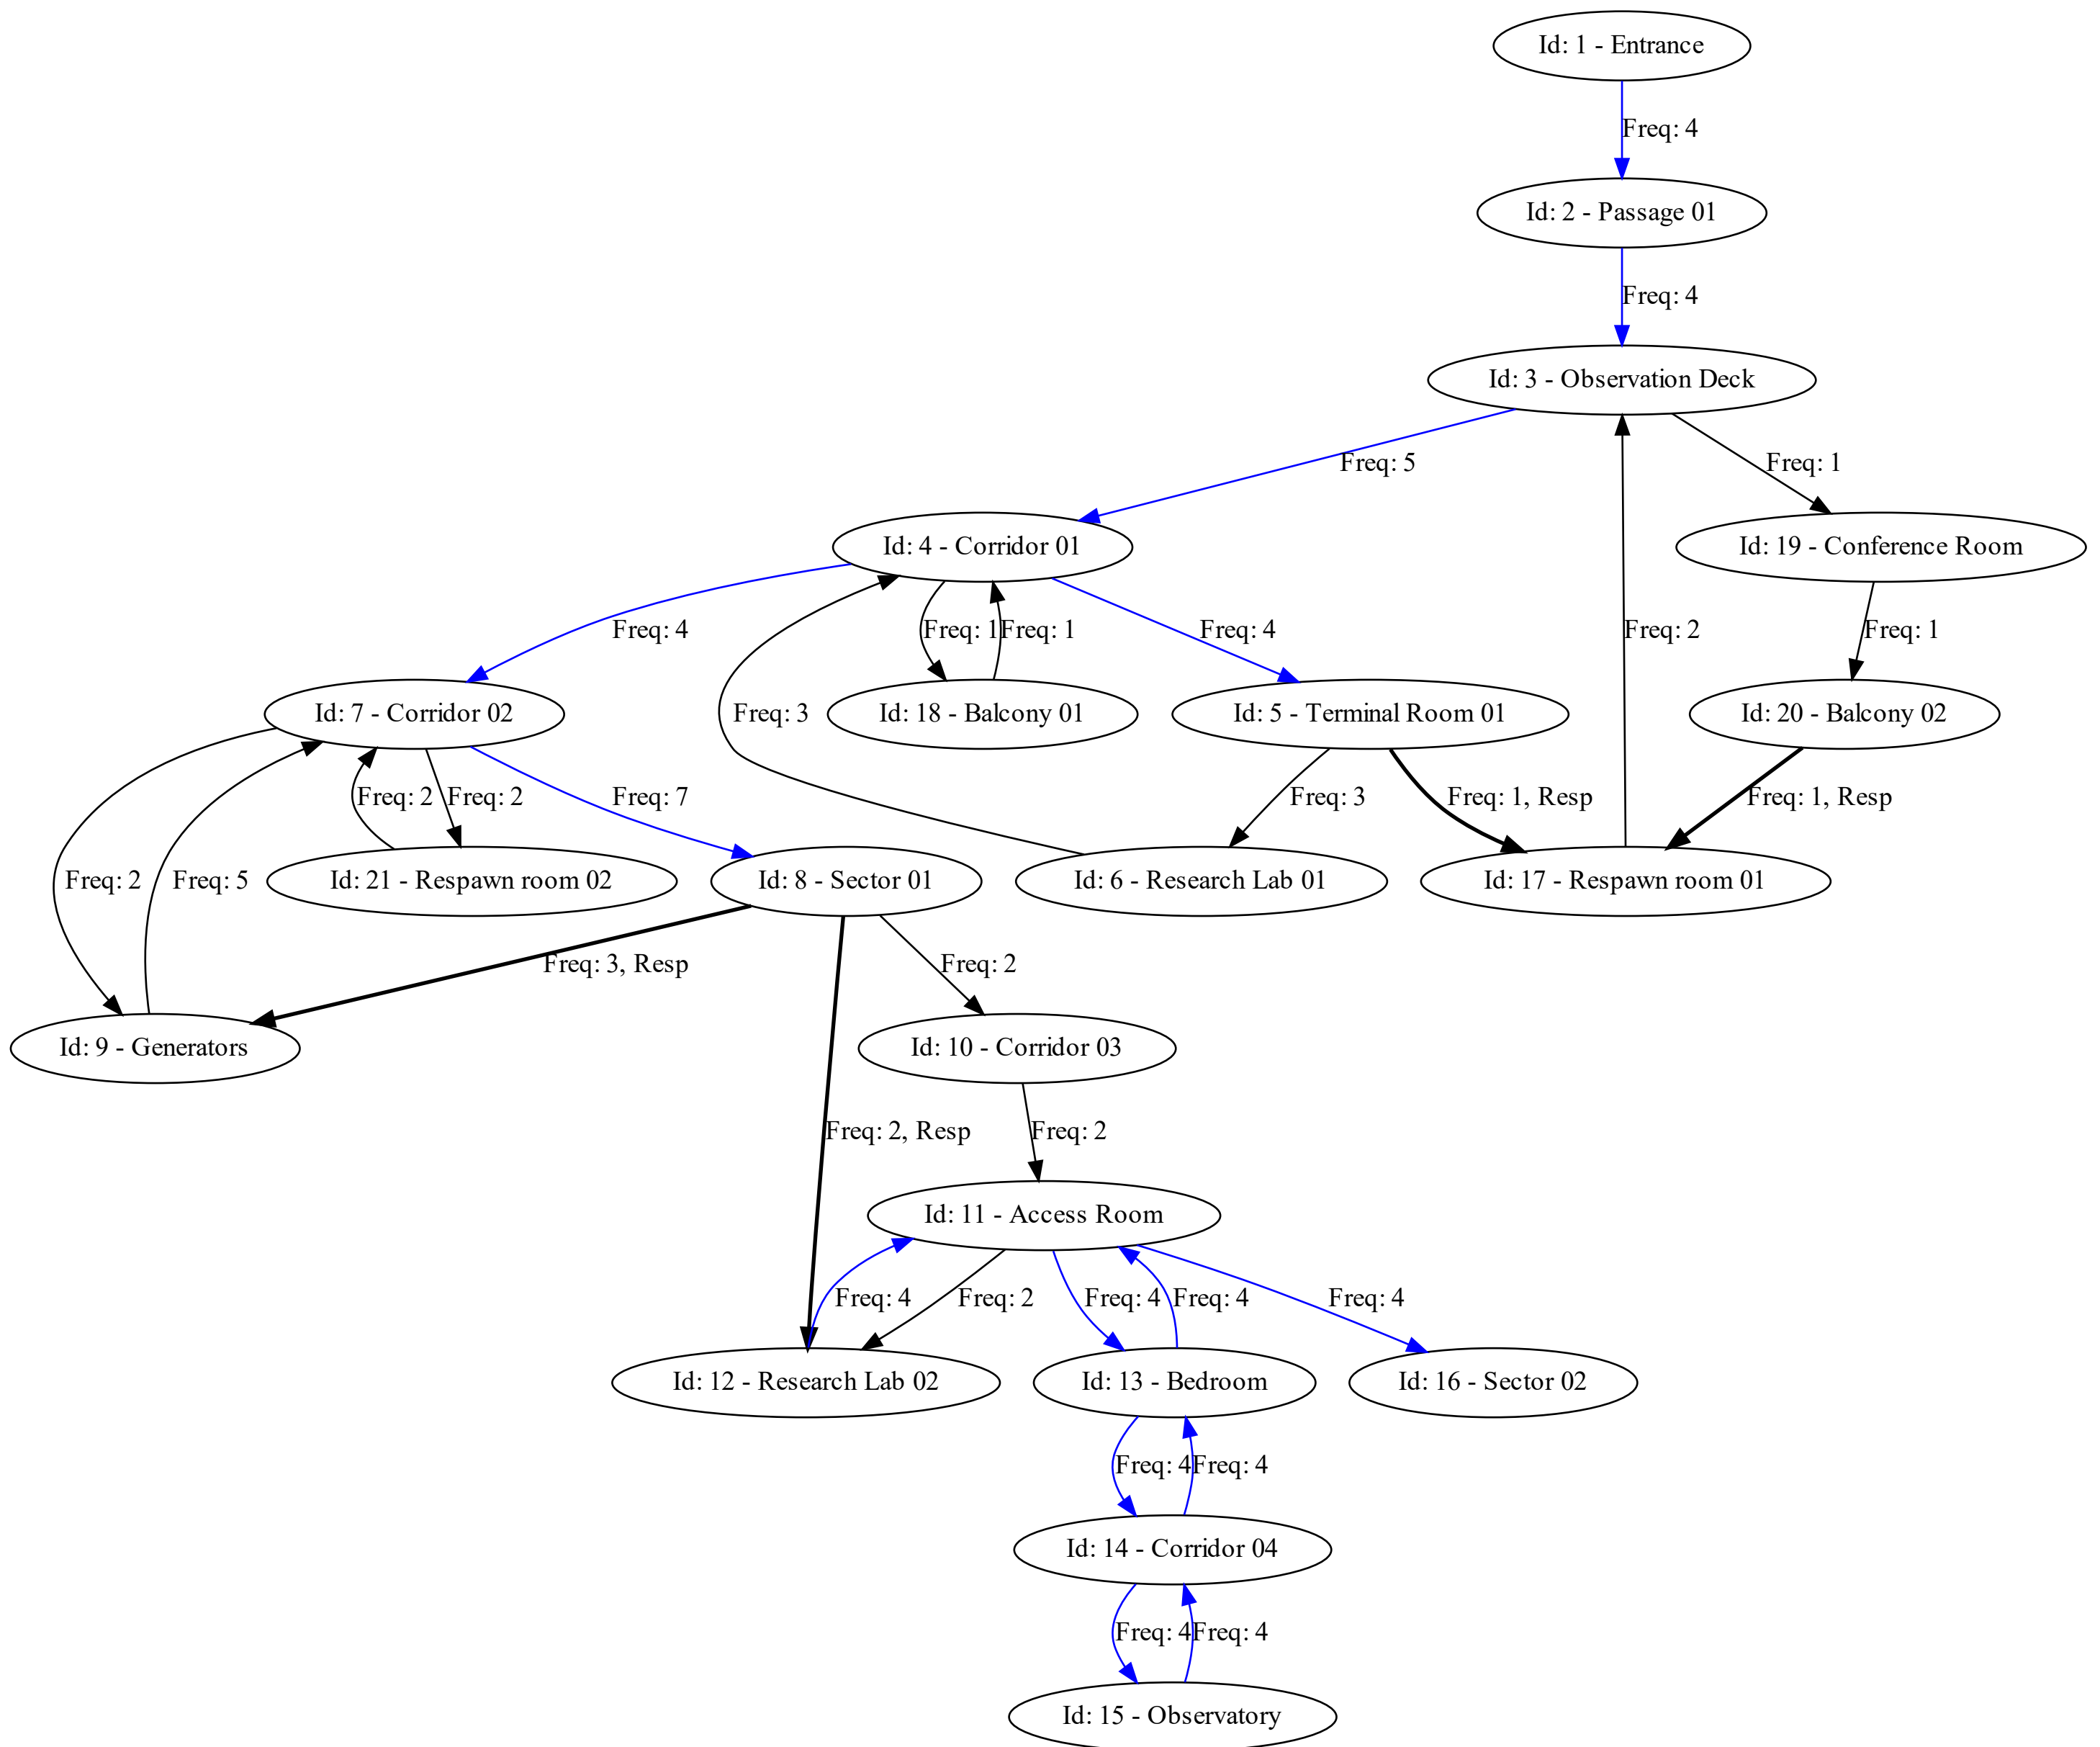 Id: 1 - Entrance
Freq: 4
Id: 2 - Passage 01
Freq: 4
Id: 3 - Observation Deck
Freq: 5
Freq: 1
Id: 4 - Corridor 01
Id: 19 - Conference Room
Freq: 4
Freq: 1
Freq: 1
Freq: 4
Freq: 2
Freq: 1
Freq: 3
Id: 7 - Corridor 02
Id: 18 - Balcony 01
Id: 5 - Terminal Room 01
Id: 20 - Balcony 02
Freq: 2
Freq: 2
Freq: 7
Freq: 3
Freq: 1, Resp
Freq: 1, Resp
Freq: 2
Freq: 5
Id: 21 - Respawn room 02
Id: 8 - Sector 01
Id: 6 - Research Lab 01
Id: 17 - Respawn room 01
Freq: 3, Resp
Freq: 2
Id: 9 - Generators
Id: 10 - Corridor 03
Freq: 2, Resp
Freq: 2
Id: 11 - Access Room
Freq: 4
Freq: 2
Freq: 4
Freq: 4
Freq: 4
Id: 12 - Research Lab 02
Id: 13 - Bedroom
Id: 16 - Sector 02
Freq: 4
Freq: 4
Id: 14 - Corridor 04
Freq: 4
Freq: 4
Id: 15 - Observatory